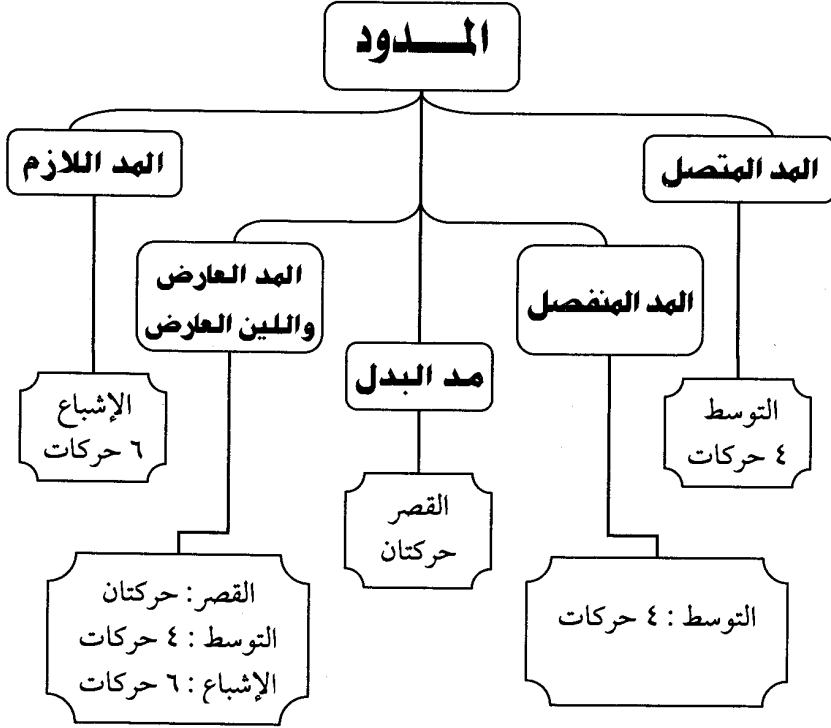 المـــدود
المد المتصل
التوسط
٤ حركات
المد المنفصل
التوسط : ٤ حركات
مد البدل
القصر
حركتان
المد العارض
واللين العارض
القصر : حركتان
التوسط : ٤ حركات
الإشباع : ٦ حركات
المد اللازم
الإشباع
٦ حركات